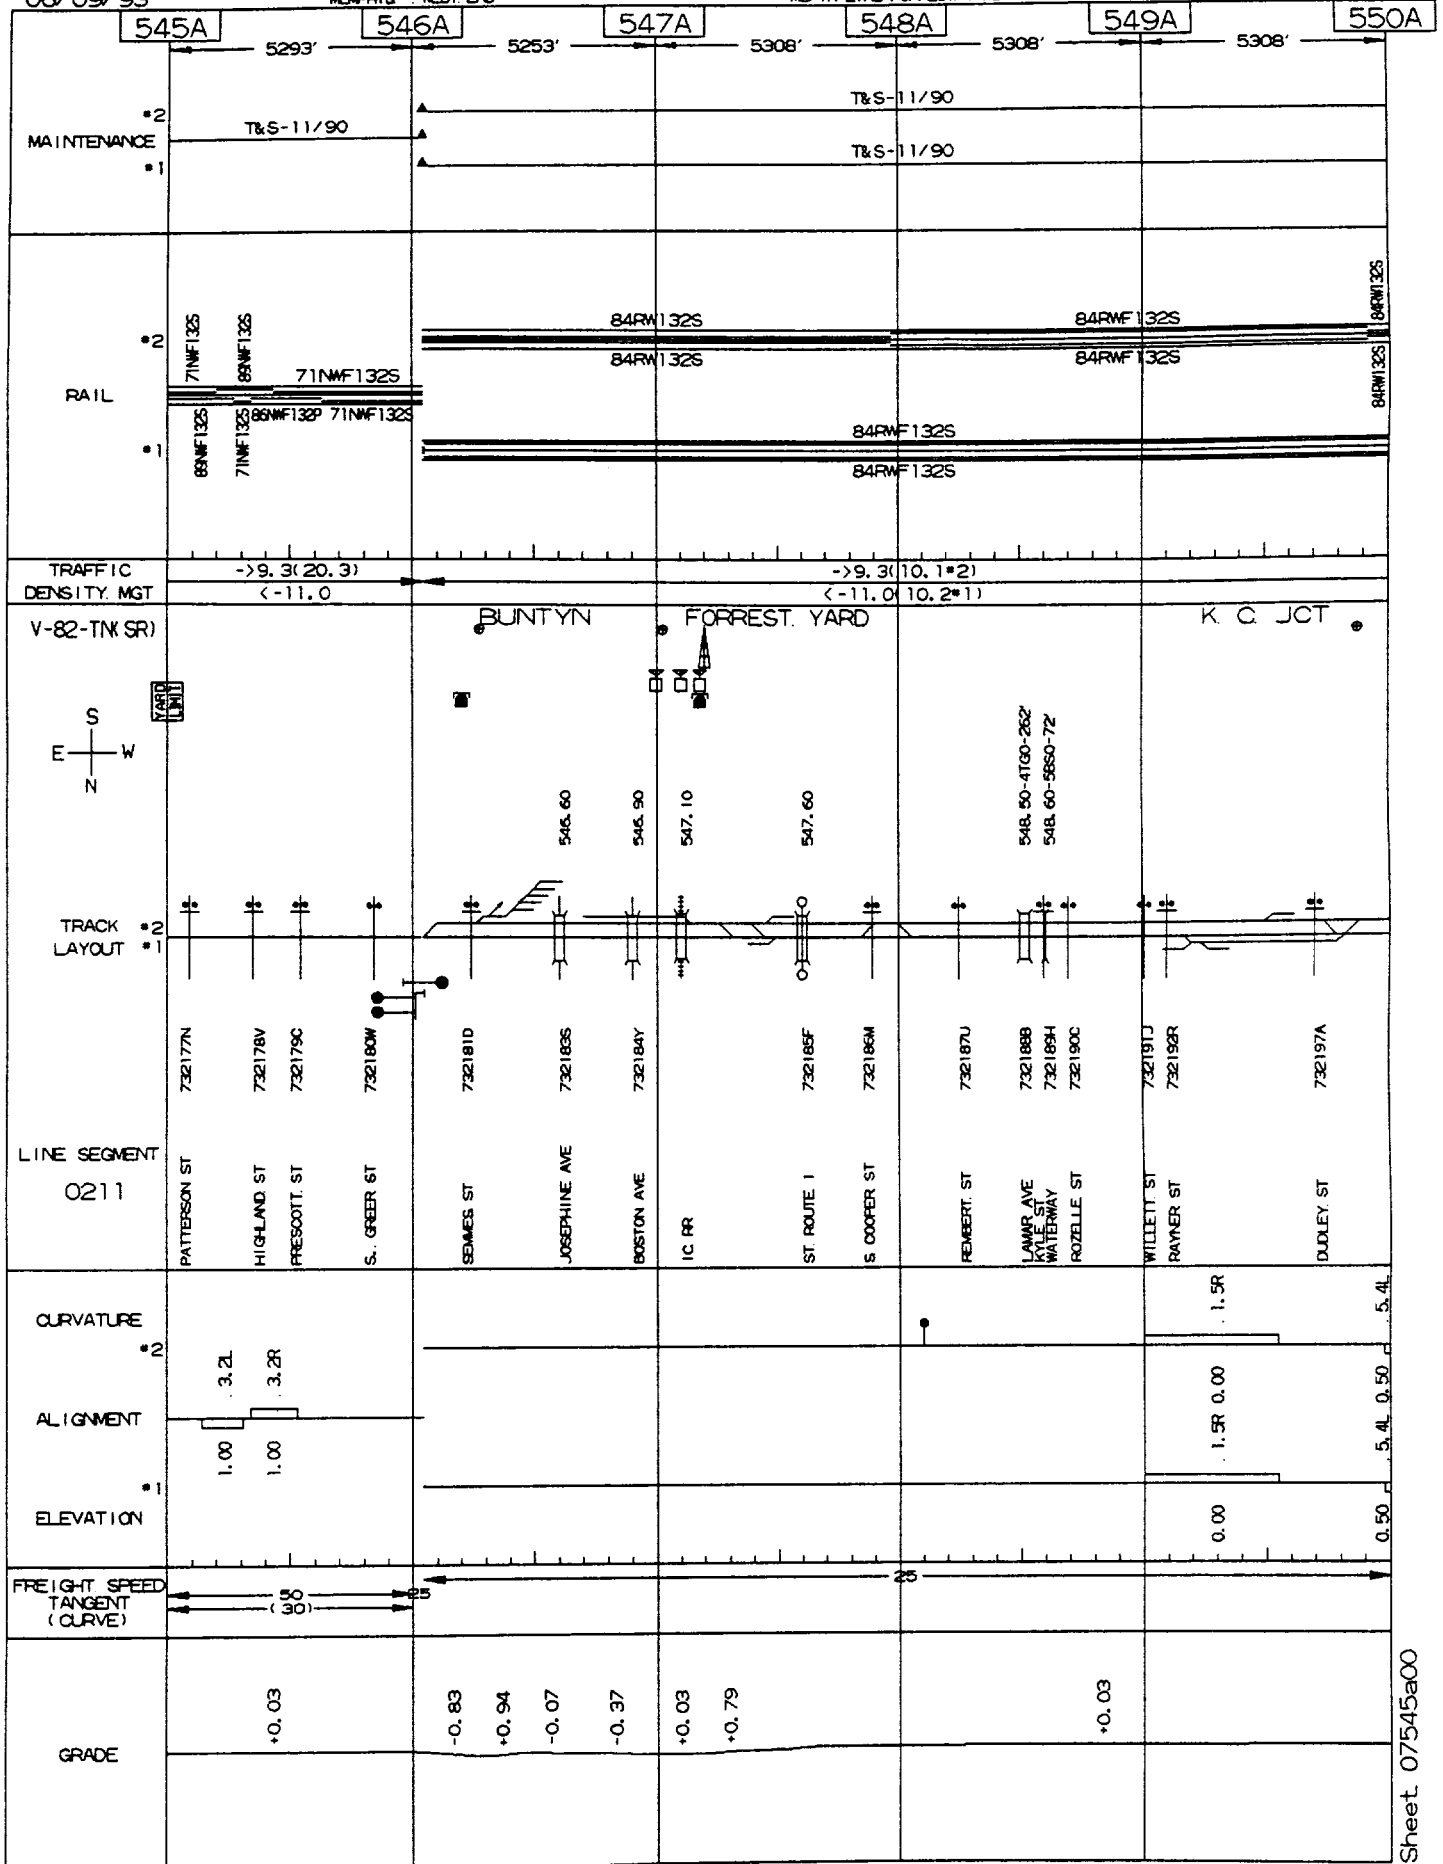 545A 546A 547A 548A 549A 550A
5293' 5253' 5308' 5308' 5308'
#2 T&S-11/90
MAINTENANCE T&S-11/90
#1 T&S-11/90
RAIL
#2
#1
71NWF132S
89NWF132S
71NWF132S
89NWF132S
71NWF132S
86NWF132P 71NWF132S
84RW132S
84RW132S
84RWF132S
84RWF132S
84RW132S
84RW132S
84RWF132S
84RWF132S
TRAFFIC ->9.3(20.3) ->9.3(10.1#2)
DENSITY. MGT <-11.0 <-11.0(10.2#1)
V-82-TN(SR) BUNTYN FORREST. YARD K. C. JCT
YARD LIMIT
S
E W
N
546.60
546.90
547.10
547.60
548.50-4TGO-262'
548.60-5BSO-72'
TRACK #2
LAYOUT #1
732177N
732178V
732179C
732180W
732181D
732183S
732184Y
732185F
732186M
732187U
732188B
732189H
732190C
732191J
732192R
732197A
LINE SEGMENT
0211
PATTERSON ST
HIGHLAND. ST
PRESCOTT. ST
S.. GREER ST
SEMMES. ST
JOSEPHINE AVE
BOSTON AVE
IC RR
ST. ROUTE 1
S. COOPER ST
REMBERT. ST
LAMAR AVE
KYLE ST
WATERWAY
ROZELLE ST
WILLETT. ST
RAYNER ST
DUDLEY. ST
CURVATURE
#2
ALIGNMENT
#1
ELEVATION
1.00 .3.2L
1.00 .3.2R
.1.5R
.1.5R 0.00
0.00
.5.4L
.5.4L 0.50
0.50
FREIGHT SPEED
TANGENT
(CURVE)
50 25 25
(30)
GRADE
+0.03
-0.83
+0.94
-0.07
-0.37
+0.03
+0.79
+0.03
Sheet 07545a00